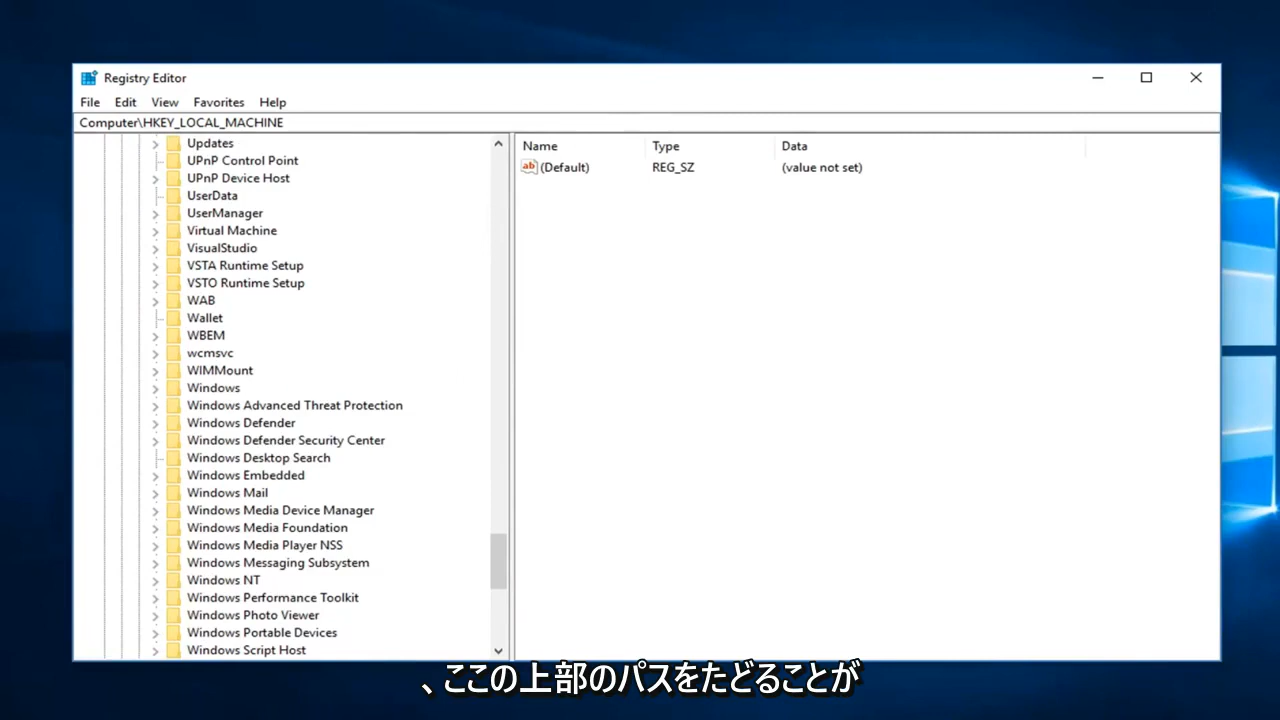 Registry Editor
File Edit View Favorites Help
Computer\HKEY_LOCAL_MACHINE
Updates
UPnP Control Point
UPnP Device Host
UserData
UserManager
Virtual Machine
VisualStudio
VSTA Runtime Setup
VSTO Runtime Setup
WAB
Wallet
WBEM
wcmsvc
WIMMount
Windows
Windows Advanced Threat Protection
Windows Defender
Windows Defender Security Center
Windows Desktop Search
Windows Embedded
Windows Mail
Windows Media Device Manager
Windows Media Foundation
Windows Media Player NSS
Windows Messaging Subsystem
Windows NT
Windows Performance Toolkit
Windows Photo Viewer
Windows Portable Devices
Windows Script Host
Name Type Data
ab (Default) REG_SZ (value not set)
、ここの上部のパスをたどることが